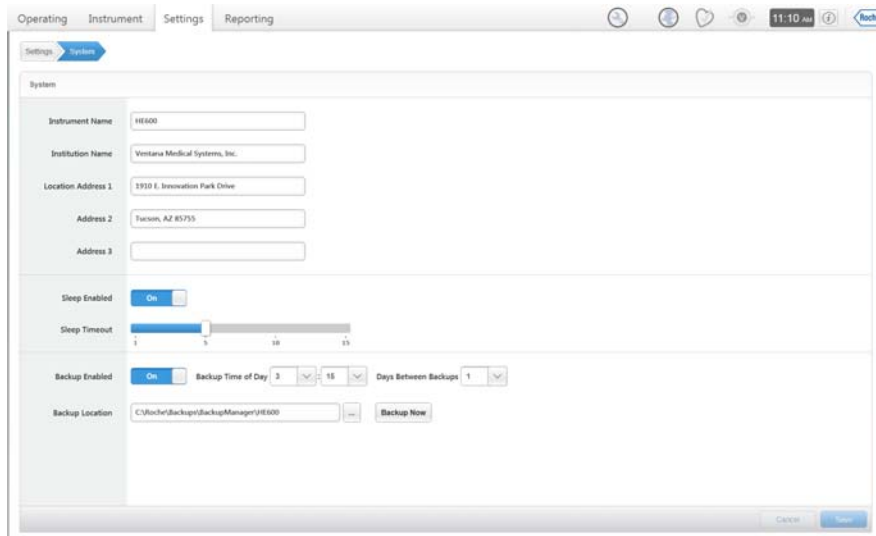 Operating Instrument Settings Reporting 11:10 AM i Roch
Settings System
System
Instrument Name HE600
Institution Name Ventana Medical Systems, Inc.
Location Address 1 1910 E. Innovation Park Drive
Address 2 Tucson, AZ 85755
Address 3
Sleep Enabled On
Sleep Timeout
1 5 10 15
Backup Enabled On Backup Time of Day 3 : 15 Days Between Backups 1
Backup Location C:\Roche\Backups\BackupManager\HE600 ... Backup Now
Cancel Save